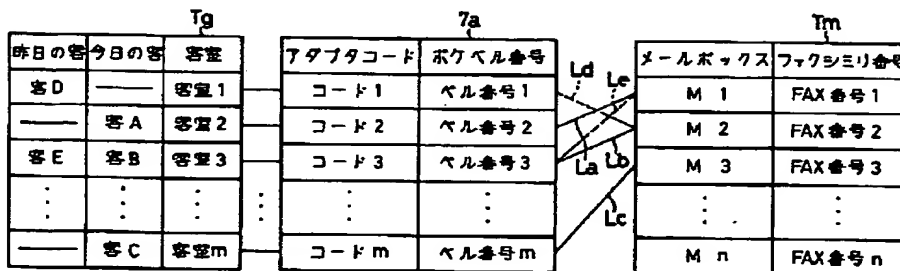 Tg 7a Tm
昨日の客 今日の客 客室 アダプタコード ポケベル番号 メールボックス ファクシミリ番号
客D —— 客室1 コード1 ベル番号1 Ld Le M 1 FAX番号1
—— 客A 客室2 コード2 ベル番号2 La Lb M 2 FAX番号2
客E 客B 客室3 コード3 ベル番号3 M 3 FAX番号3
Lc
—— 客C 客室m コードm ベル番号m M n FAX番号n